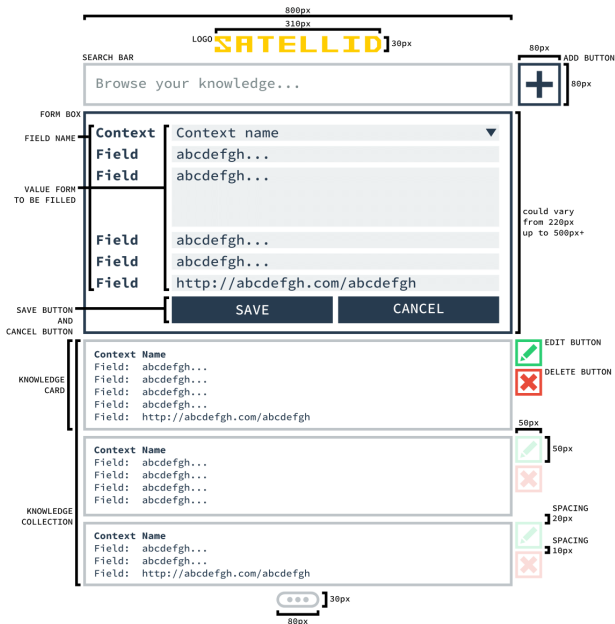 800px
310px
LOGO
SATELLID
30px
80px
SEARCH BAR
ADD BUTTON
Browse your knowledge...
80px
FORM BOX
FIELD NAME
Context
Context name
Field
abcdefgh...
Field
abcdefgh...
VALUE FORM
TO BE FILLED
could vary
from 220px
up to 500px+
Field
abcdefgh...
Field
abcdefgh...
Field
http://abcdefgh.com/abcdefgh
SAVE BUTTON
AND
CANCEL BUTTON
SAVE
CANCEL
EDIT BUTTON
DELETE BUTTON
KNOWLEDGE
CARD
Context Name
Field: abcdefgh...
Field: abcdefgh...
Field: abcdefgh...
Field: abcdefgh...
Field: http://abcdefgh.com/abcdefgh
50px
50px
Context Name
Field: abcdefgh...
Field: abcdefgh...
Field: abcdefgh...
Field: abcdefgh...
KNOWLEDGE
COLLECTION
SPACING
20px
SPACING
10px
Context Name
Field: abcdefgh...
Field: abcdefgh...
Field: http://abcdefgh.com/abcdefgh
30px
80px